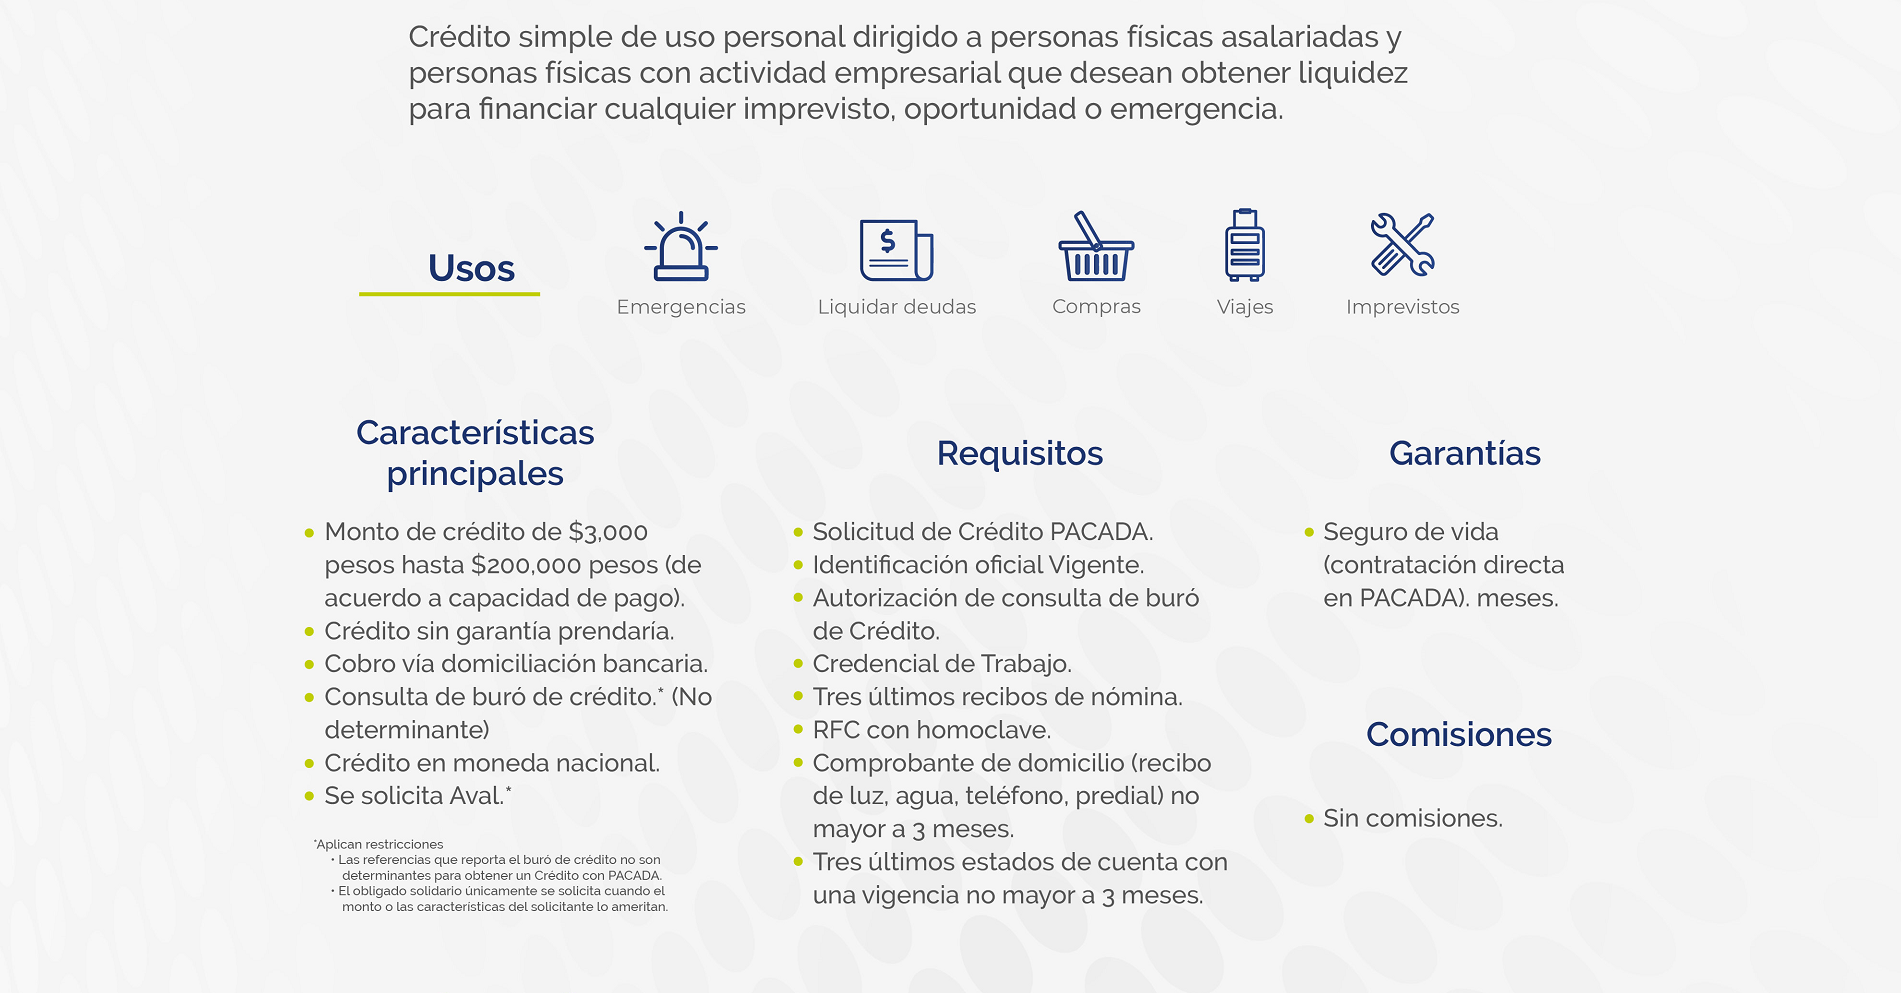 Crédito simple de uso personal dirigido a personas físicas asalariadas y
personas físicas con actividad empresarial que desean obtener liquidez
para financiar cualquier imprevisto, oportunidad o emergencia.
Usos
$
Emergencias
Liquidar deudas
Compras
Viajes
Imprevistos
Características
principales
Monto de crédito de $3,000
pesos hasta $200,000 pesos (de
acuerdo a capacidad de pago).
Crédito sin garantía prendaría.
Cobro vía domiciliación bancaria.
Consulta de buró de crédito.* (No
determinante)
Crédito en moneda nacional.
Se solicita Aval.*
*Aplican restricciones
• Las referencias que reporta el buró de crédito no son
determinantes para obtener un Crédito con PACADA.
• El obligado solidario únicamente se solicita cuando el
monto o las características del solicitante lo ameritan.
Requisitos
Solicitud de Crédito PACADA.
Identificación oficial Vigente.
Autorización de consulta de buró
de Crédito.
Credencial de Trabajo.
Tres últimos recibos de nómina.
RFC con homoclave.
Comprobante de domicilio (recibo
de luz, agua, teléfono, predial) no
mayor a 3 meses.
Tres últimos estados de cuenta con
una vigencia no mayor a 3 meses.
Garantías
Seguro de vida
(contratación directa
en PACADA). meses.
Comisiones
Sin comisiones.